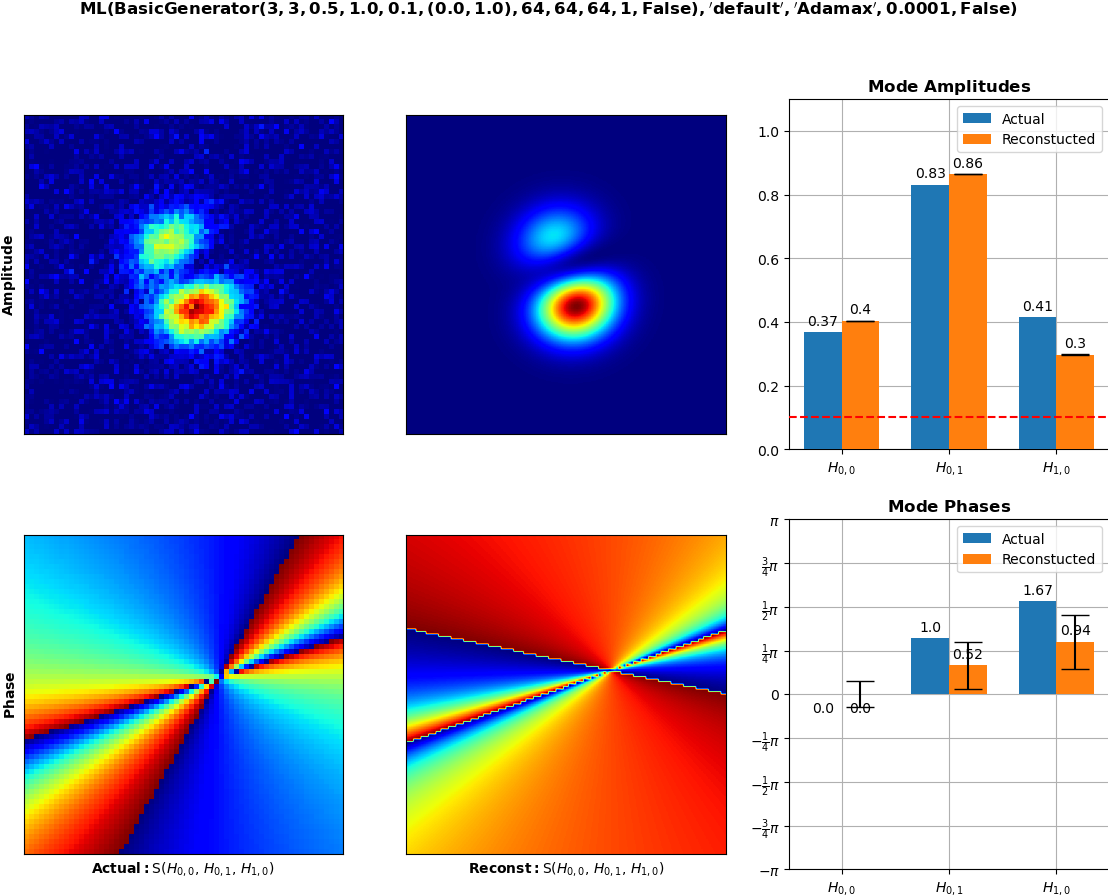 ML(BasicGenerator(3, 3, 0.5, 1.0, 0.1, (0.0, 1.0), 64, 64, 64, 1, False), ′default′, ′Adamax′, 0.0001, False)
Amplitude
Mode Amplitudes
Actual
Reconstucted
1.0
0.8
0.6
0.4
0.2
0.0
0.37
0.4
0.83
0.86
0.41
0.3
H₀,₀
H₀,₁
H₁,₀
Phase
Actual: S(H₀,₀, H₀,₁, H₁,₀)
Reconst: S(H₀,₀, H₀,₁, H₁,₀)
Mode Phases
Actual
Reconstucted
π
3/4π
1/2π
1/4π
0
−1/4π
−1/2π
−3/4π
−π
0.0
0.0
1.0
0.52
1.67
0.94
H₀,₀
H₀,₁
H₁,₀